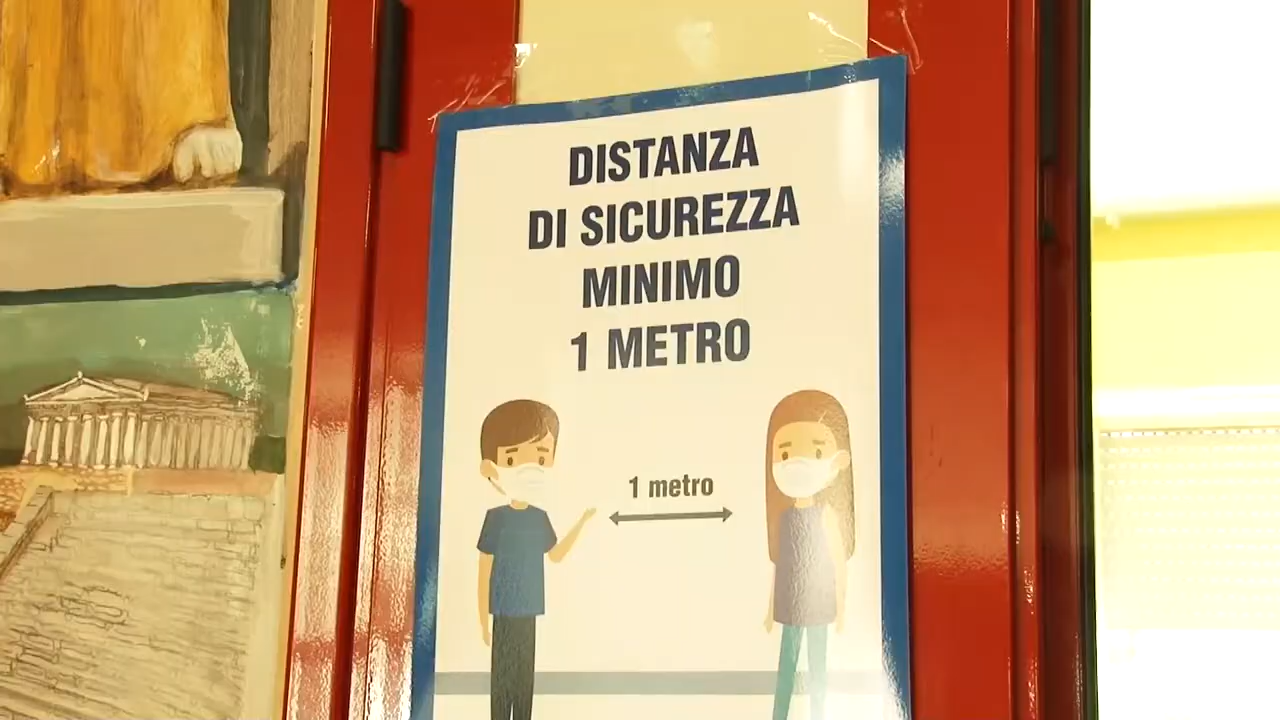 DISTANZA
DI SICUREZZA
MINIMO
1 METRO
1 metro